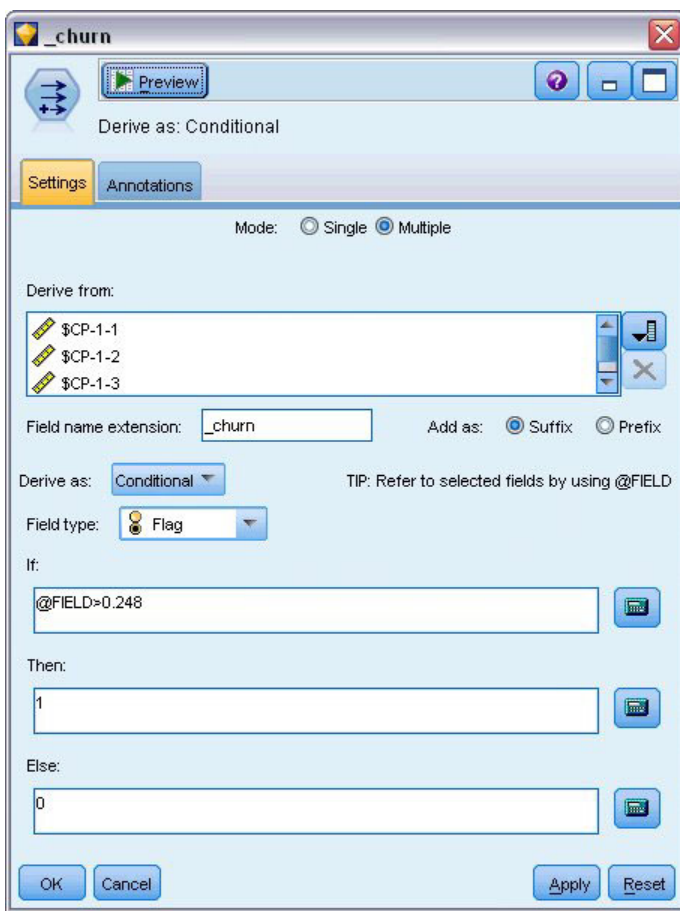 _churn
Preview
Derive as: Conditional
Settings Annotations
Mode: Single Multiple
Derive from:
$CP-1-1
$CP-1-2
$CP-1-3
Field name extension: _churn Add as: Suffix Prefix
Derive as: Conditional TIP: Refer to selected fields by using @FIELD
Field type: Flag
If:
@FIELD>0.248
Then:
1
Else:
0
OK Cancel Apply Reset